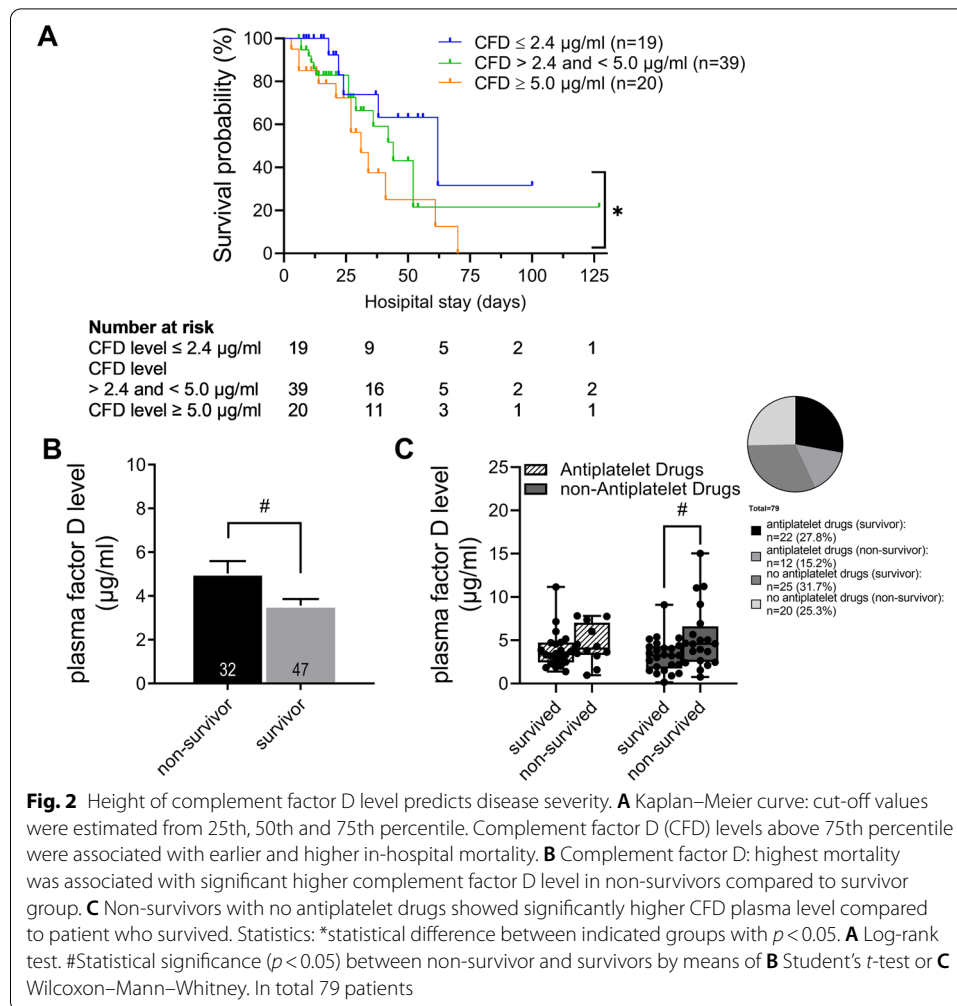 A
Survival probability (%)
100
80
60
40
20
0
0 25 50 75 100 125
Hosipital stay (days)
CFD ≤ 2.4 µg/ml (n=19)
CFD > 2.4 and < 5.0 µg/ml (n=39)
CFD ≥ 5.0 µg/ml (n=20)
*
Number at risk
CFD level ≤ 2.4 µg/ml 19 9 5 2 1
CFD level
> 2.4 and < 5.0 µg/ml 39 16 5 2 2
CFD level ≥ 5.0 µg/ml 20 11 3 1 1
B
plasma factor D level
(µg/ml)
10
8
6
4
2
0
#
32 47
non-survivor survivor
C
plasma factor D level
(µg/ml)
25
20
15
10
5
0
Antiplatelet Drugs
non-Antiplatelet Drugs
#
survived non-survived survived non-survived
Total=79
antiplatelet drugs (survivor):
n=22 (27.8%)
antiplatelet drugs (non-survivor):
n=12 (15.2%)
no antiplatelet drugs (survivor):
n=25 (31.7%)
no antiplatelet drugs (non-survivor):
n=20 (25.3%)
Fig. 2 Height of complement factor D level predicts disease severity. A Kaplan–Meier curve: cut-off values
were estimated from 25th, 50th and 75th percentile. Complement factor D (CFD) levels above 75th percentile
were associated with earlier and higher in-hospital mortality. B Complement factor D: highest mortality
was associated with significant higher complement factor D level in non-survivors compared to survivor
group. C Non-survivors with no antiplatelet drugs showed significantly higher CFD plasma level compared
to patient who survived. Statistics: *statistical difference between indicated groups with p < 0.05. A Log-rank
test. #Statistical significance (p < 0.05) between non-survivor and survivors by means of B Student's t-test or C
Wilcoxon–Mann–Whitney. In total 79 patients